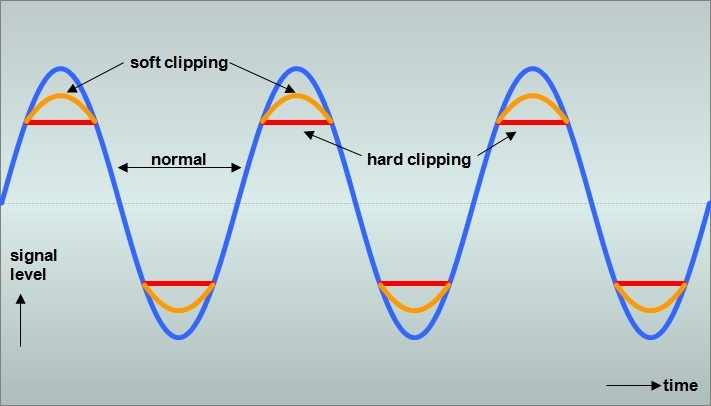 soft clipping
normal
hard clipping
signal
level
time